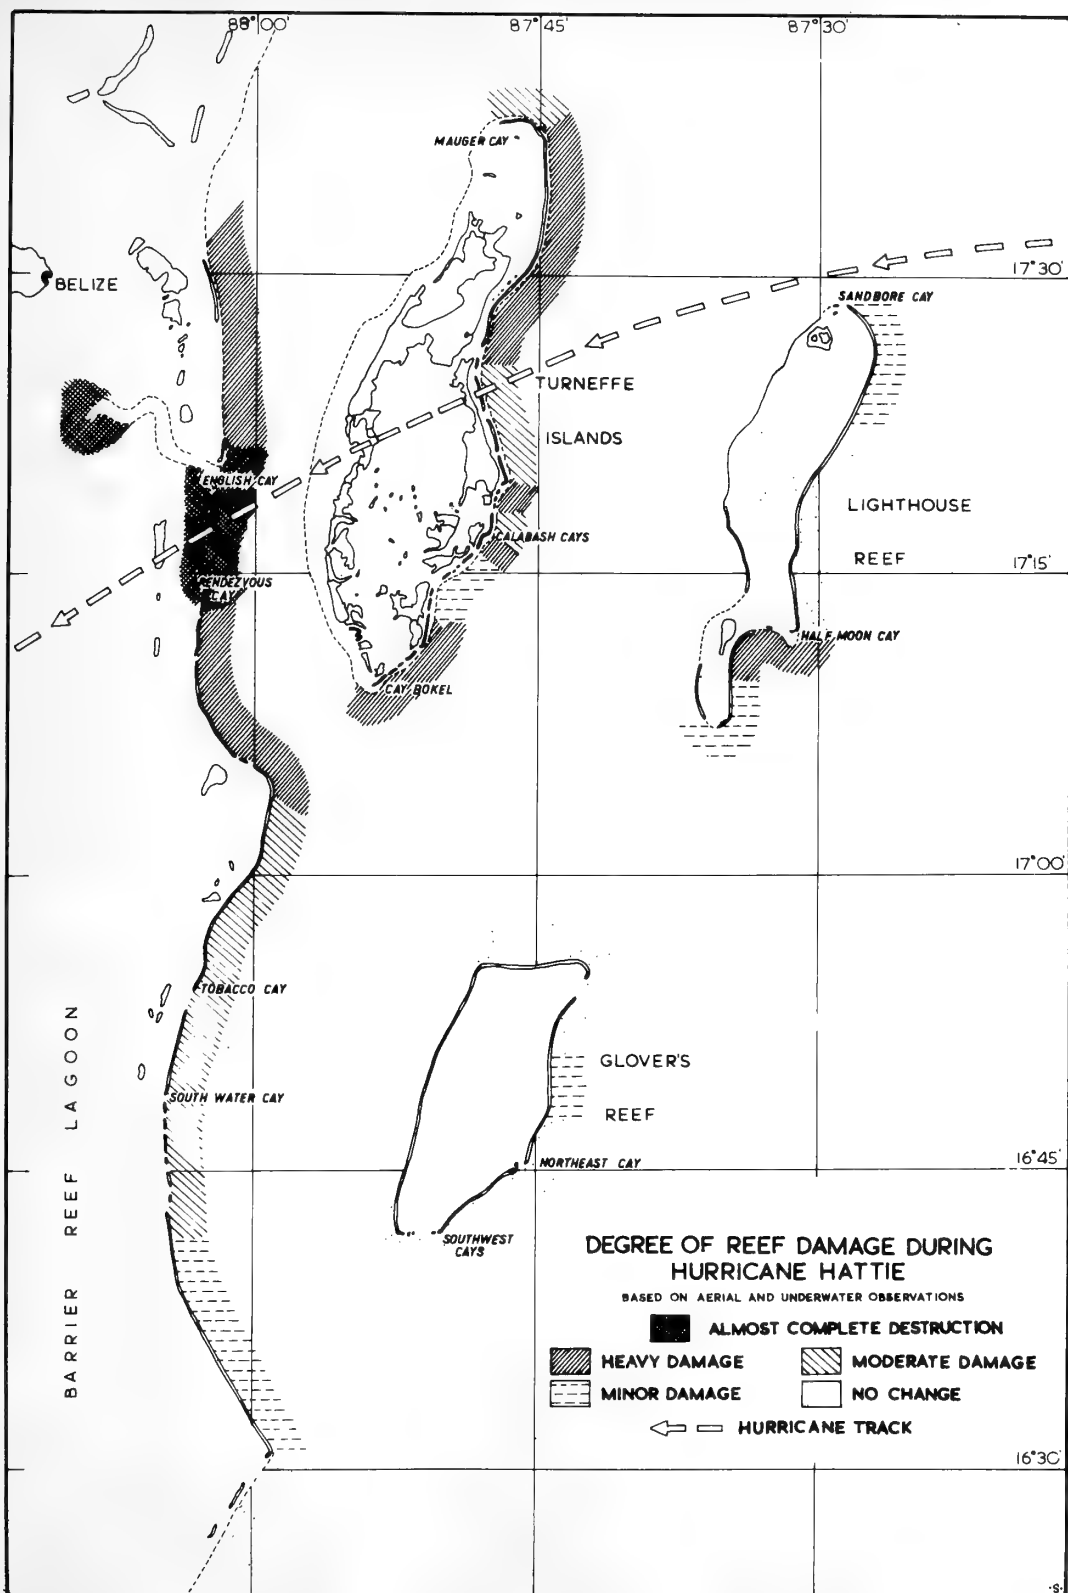 88°00'
87°45'
87°30'
MAUGER CAY
BELIZE
17°30'
SANDBORE CAY
TURNEFFE
ISLANDS
ENGLISH CAY
LIGHTHOUSE
REEF
CALABASH CAYS
17°15'
RENDEZVOUS
CAY
HALF MOON CAY
CAY BOKEL
17°00'
TOBACCO CAY
BARRIER REEF LAGOON
GLOVER'S
REEF
SOUTH WATER CAY
NORTHEAST CAY
16°45'
SOUTHWEST
CAYS
DEGREE OF REEF DAMAGE DURING
HURRICANE HATTIE
BASED ON AERIAL AND UNDERWATER OBSERVATIONS
ALMOST COMPLETE DESTRUCTION
HEAVY DAMAGE
MODERATE DAMAGE
MINOR DAMAGE
NO CHANGE
HURRICANE TRACK
16°30'
·S·